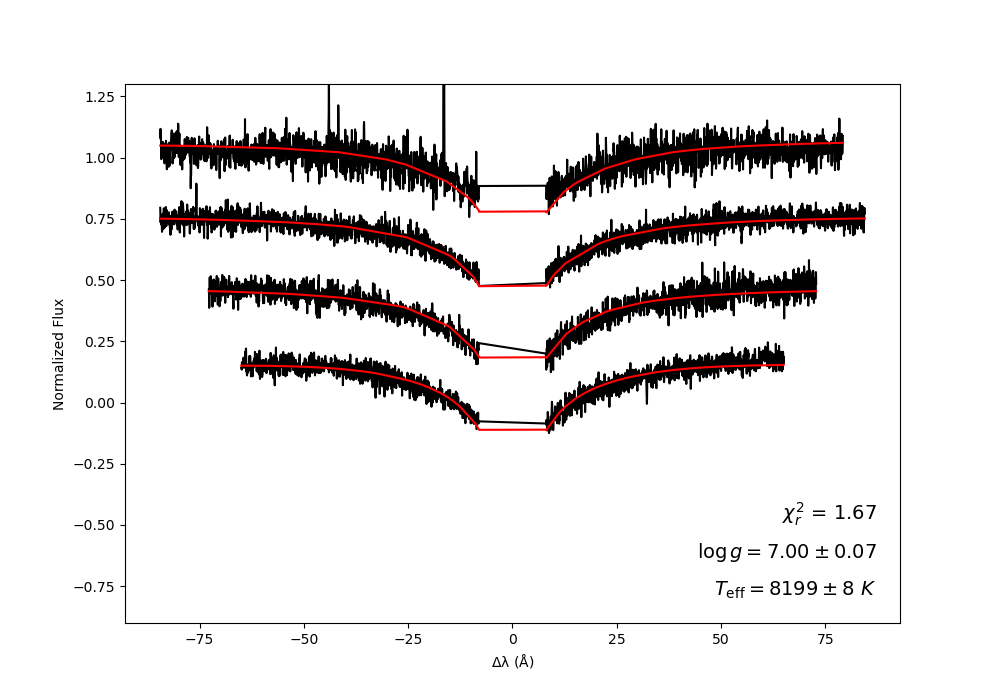 1.25
1.00
0.75
0.50
0.25
0.00
−0.25
−0.50
−0.75
Normalized Flux
χ²ᵣ = 1.67
log g = 7.00 ± 0.07
T_eff = 8199 ± 8 K
−75 −50 −25 0 25 50 75
Δλ (Å)